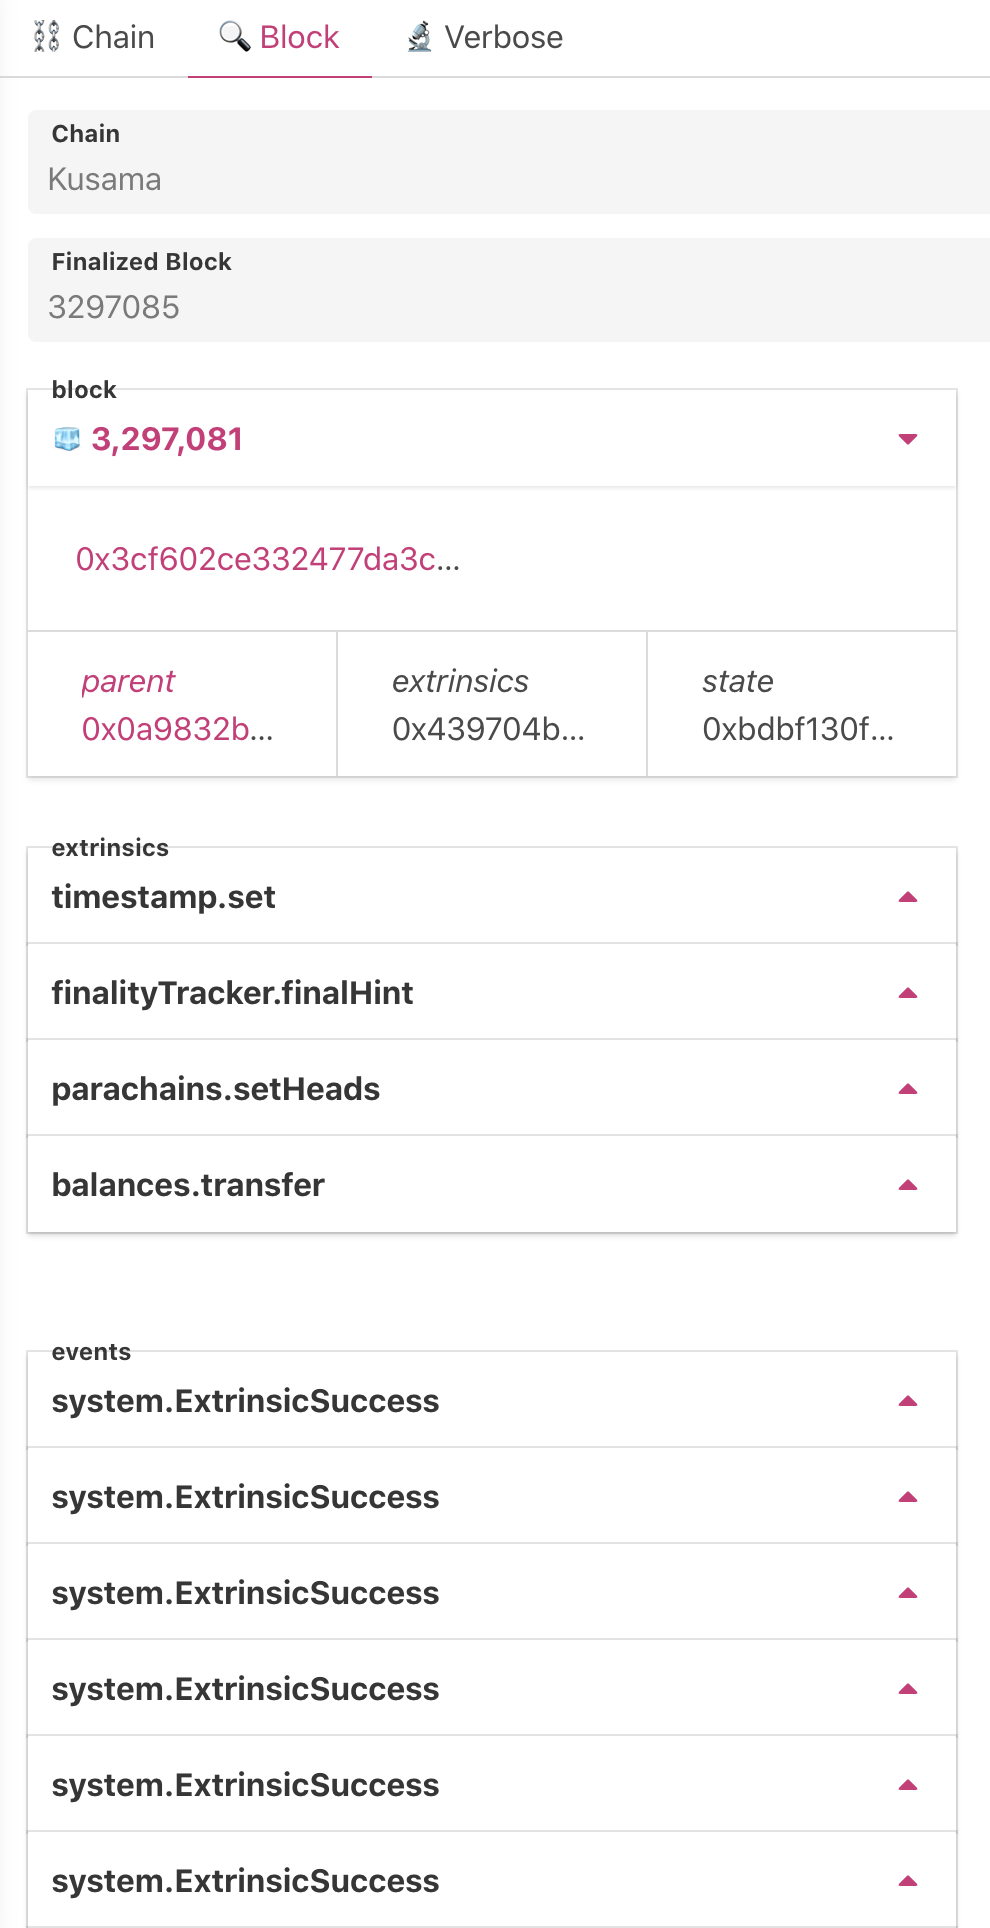 Chain Block Verbose
Chain
Kusama
Finalized Block
3297085
block
3,297,081
0x3cf602ce332477da3c...
parent extrinsics state
0x0a9832b... 0x439704b... 0xbdbf130f...
extrinsics
timestamp.set
finalityTracker.finalHint
parachains.setHeads
balances.transfer
events
system.ExtrinsicSuccess
system.ExtrinsicSuccess
system.ExtrinsicSuccess
system.ExtrinsicSuccess
system.ExtrinsicSuccess
system.ExtrinsicSuccess